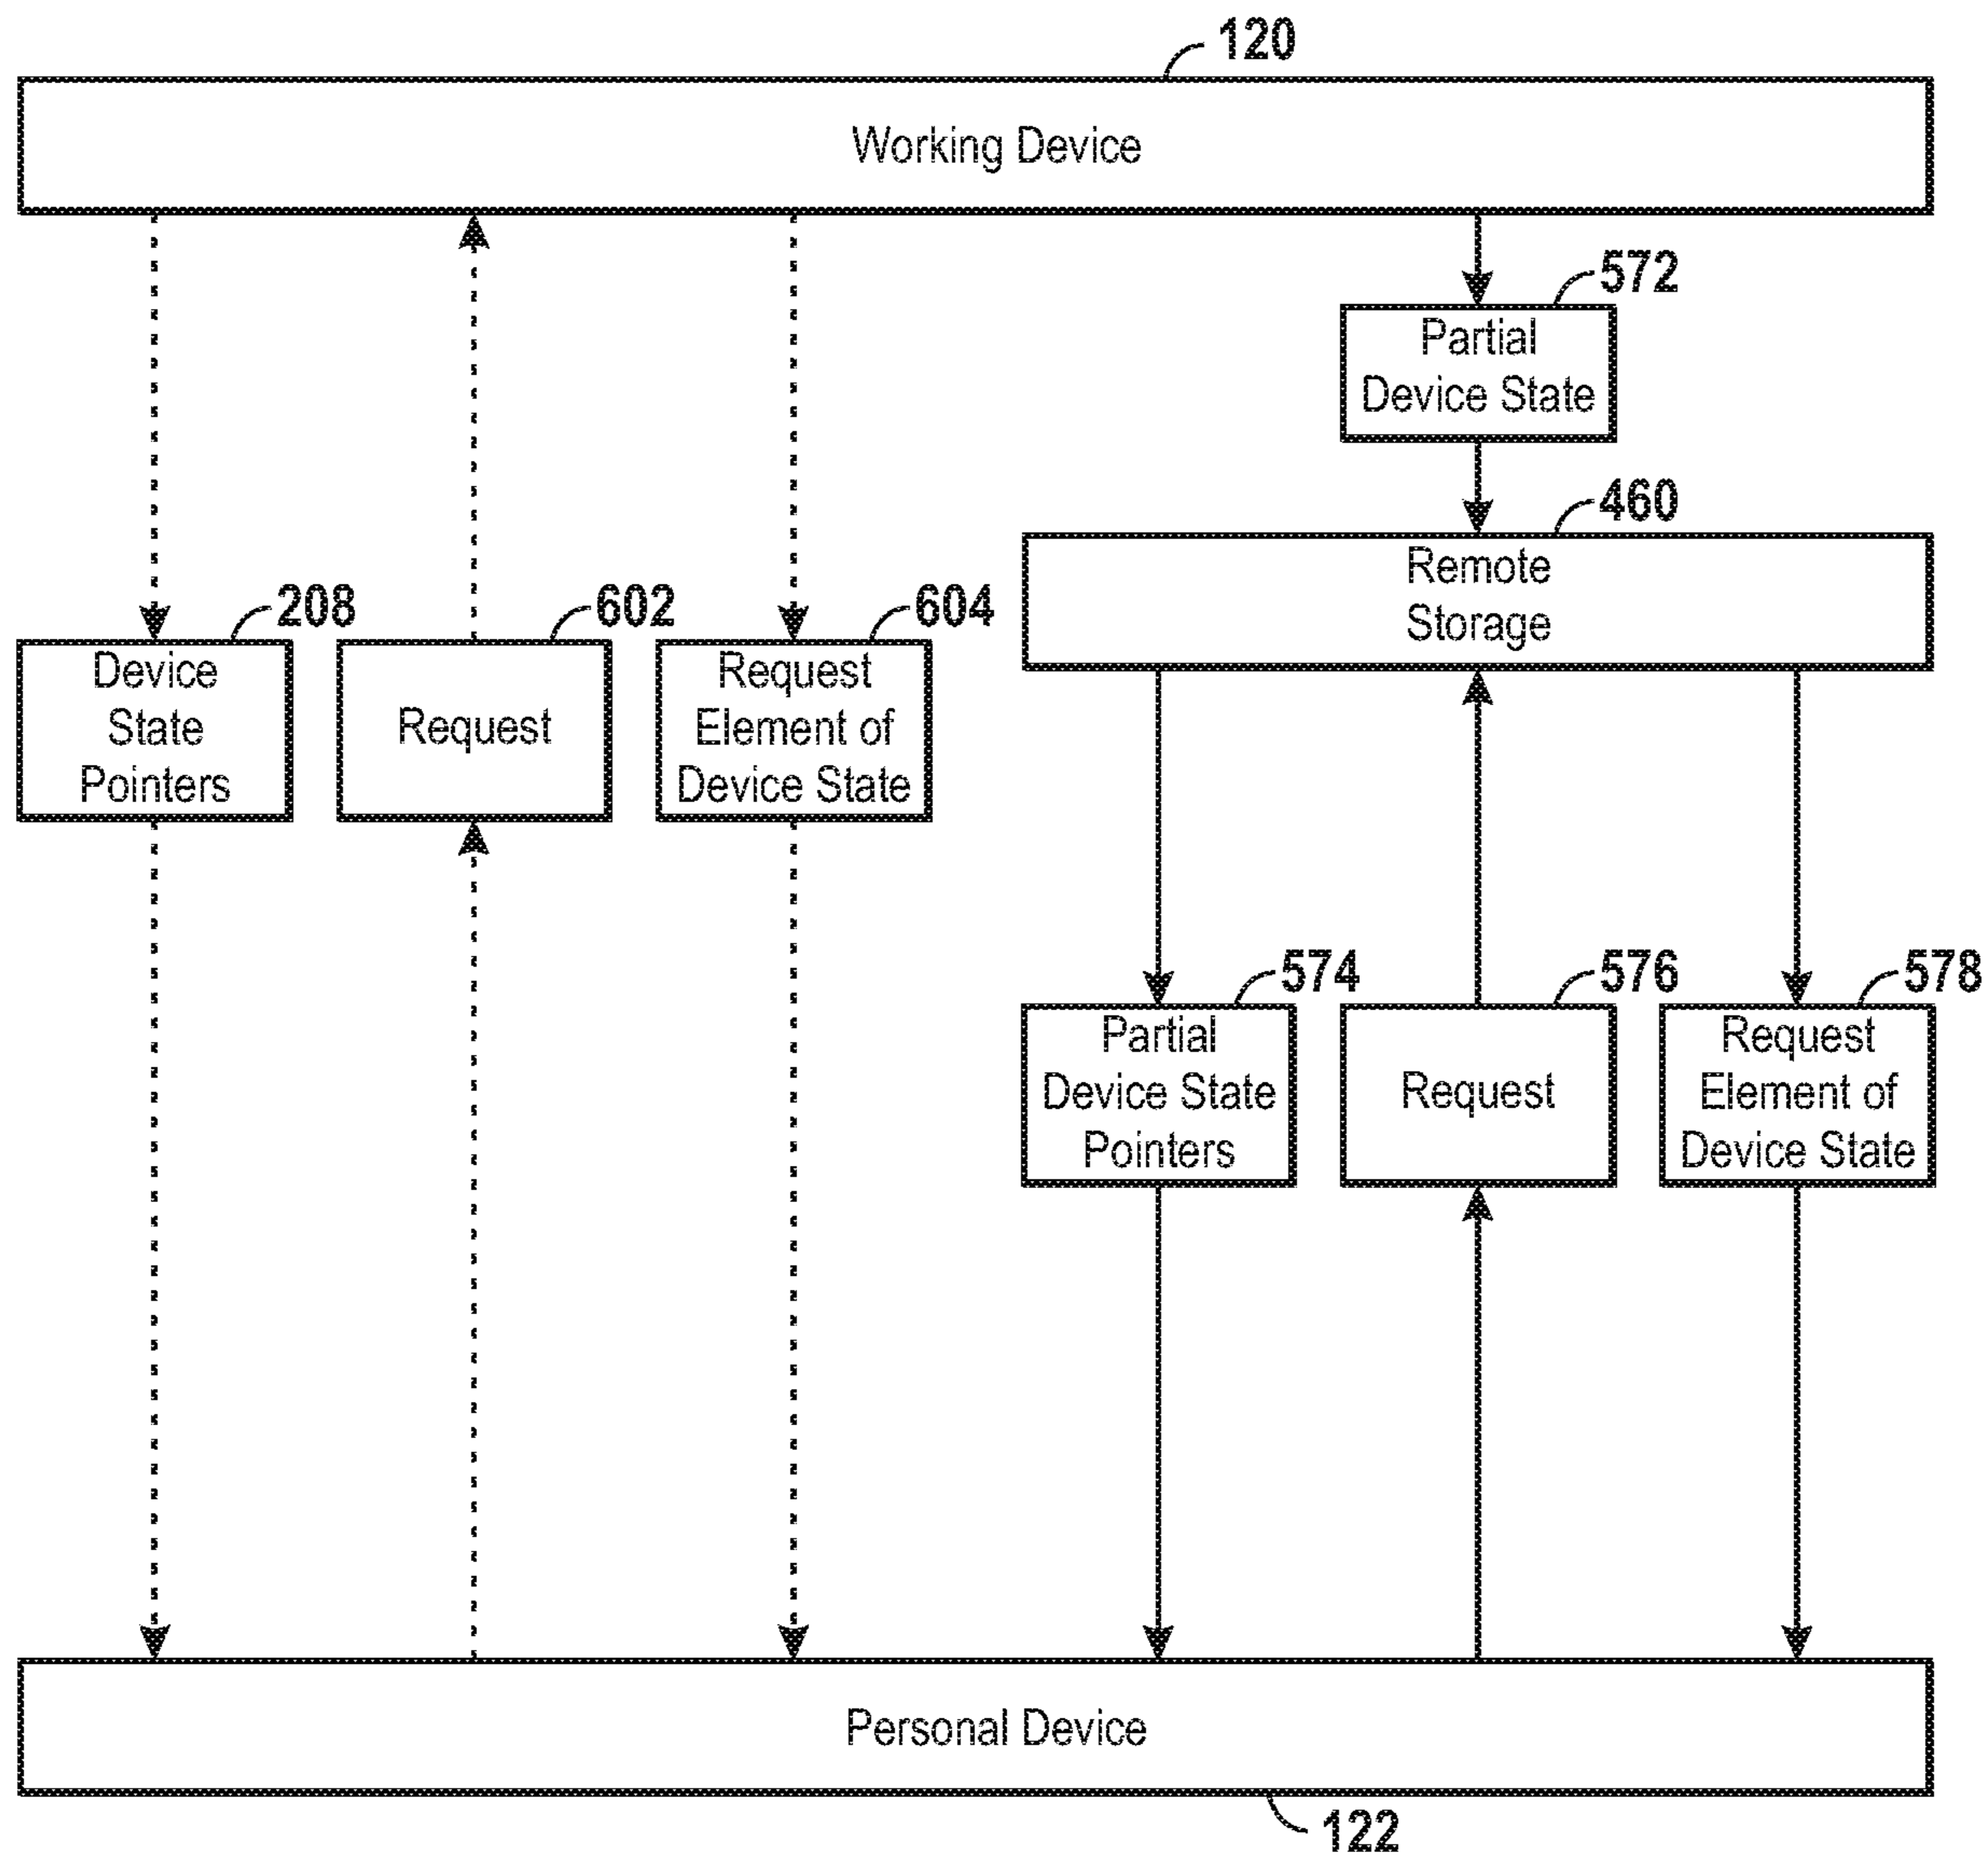 120
Working Device
572
Partial
Device State
460
Remote
Storage
208
Device
State
Pointers
602
Request
604
Request
Element of
Device State
574
Partial
Device State
Pointers
576
Request
578
Request
Element of
Device State
Personal Device
122